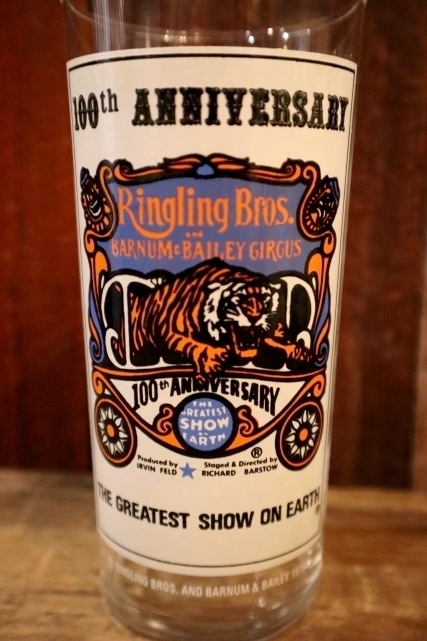 100th ANNIVERSARY
Ringling Bros.
AND
BARNUM & BAILEY CIRCUS
100th ANNIVERSARY
THE
GREATEST
SHOW
ON
EARTH
®
Produced by
IRVIN FELD
Staged & Directed by
RICHARD BARSTOW
THE GREATEST SHOW ON EARTH
RINGLING BROS. AND BARNUM & BAILEY